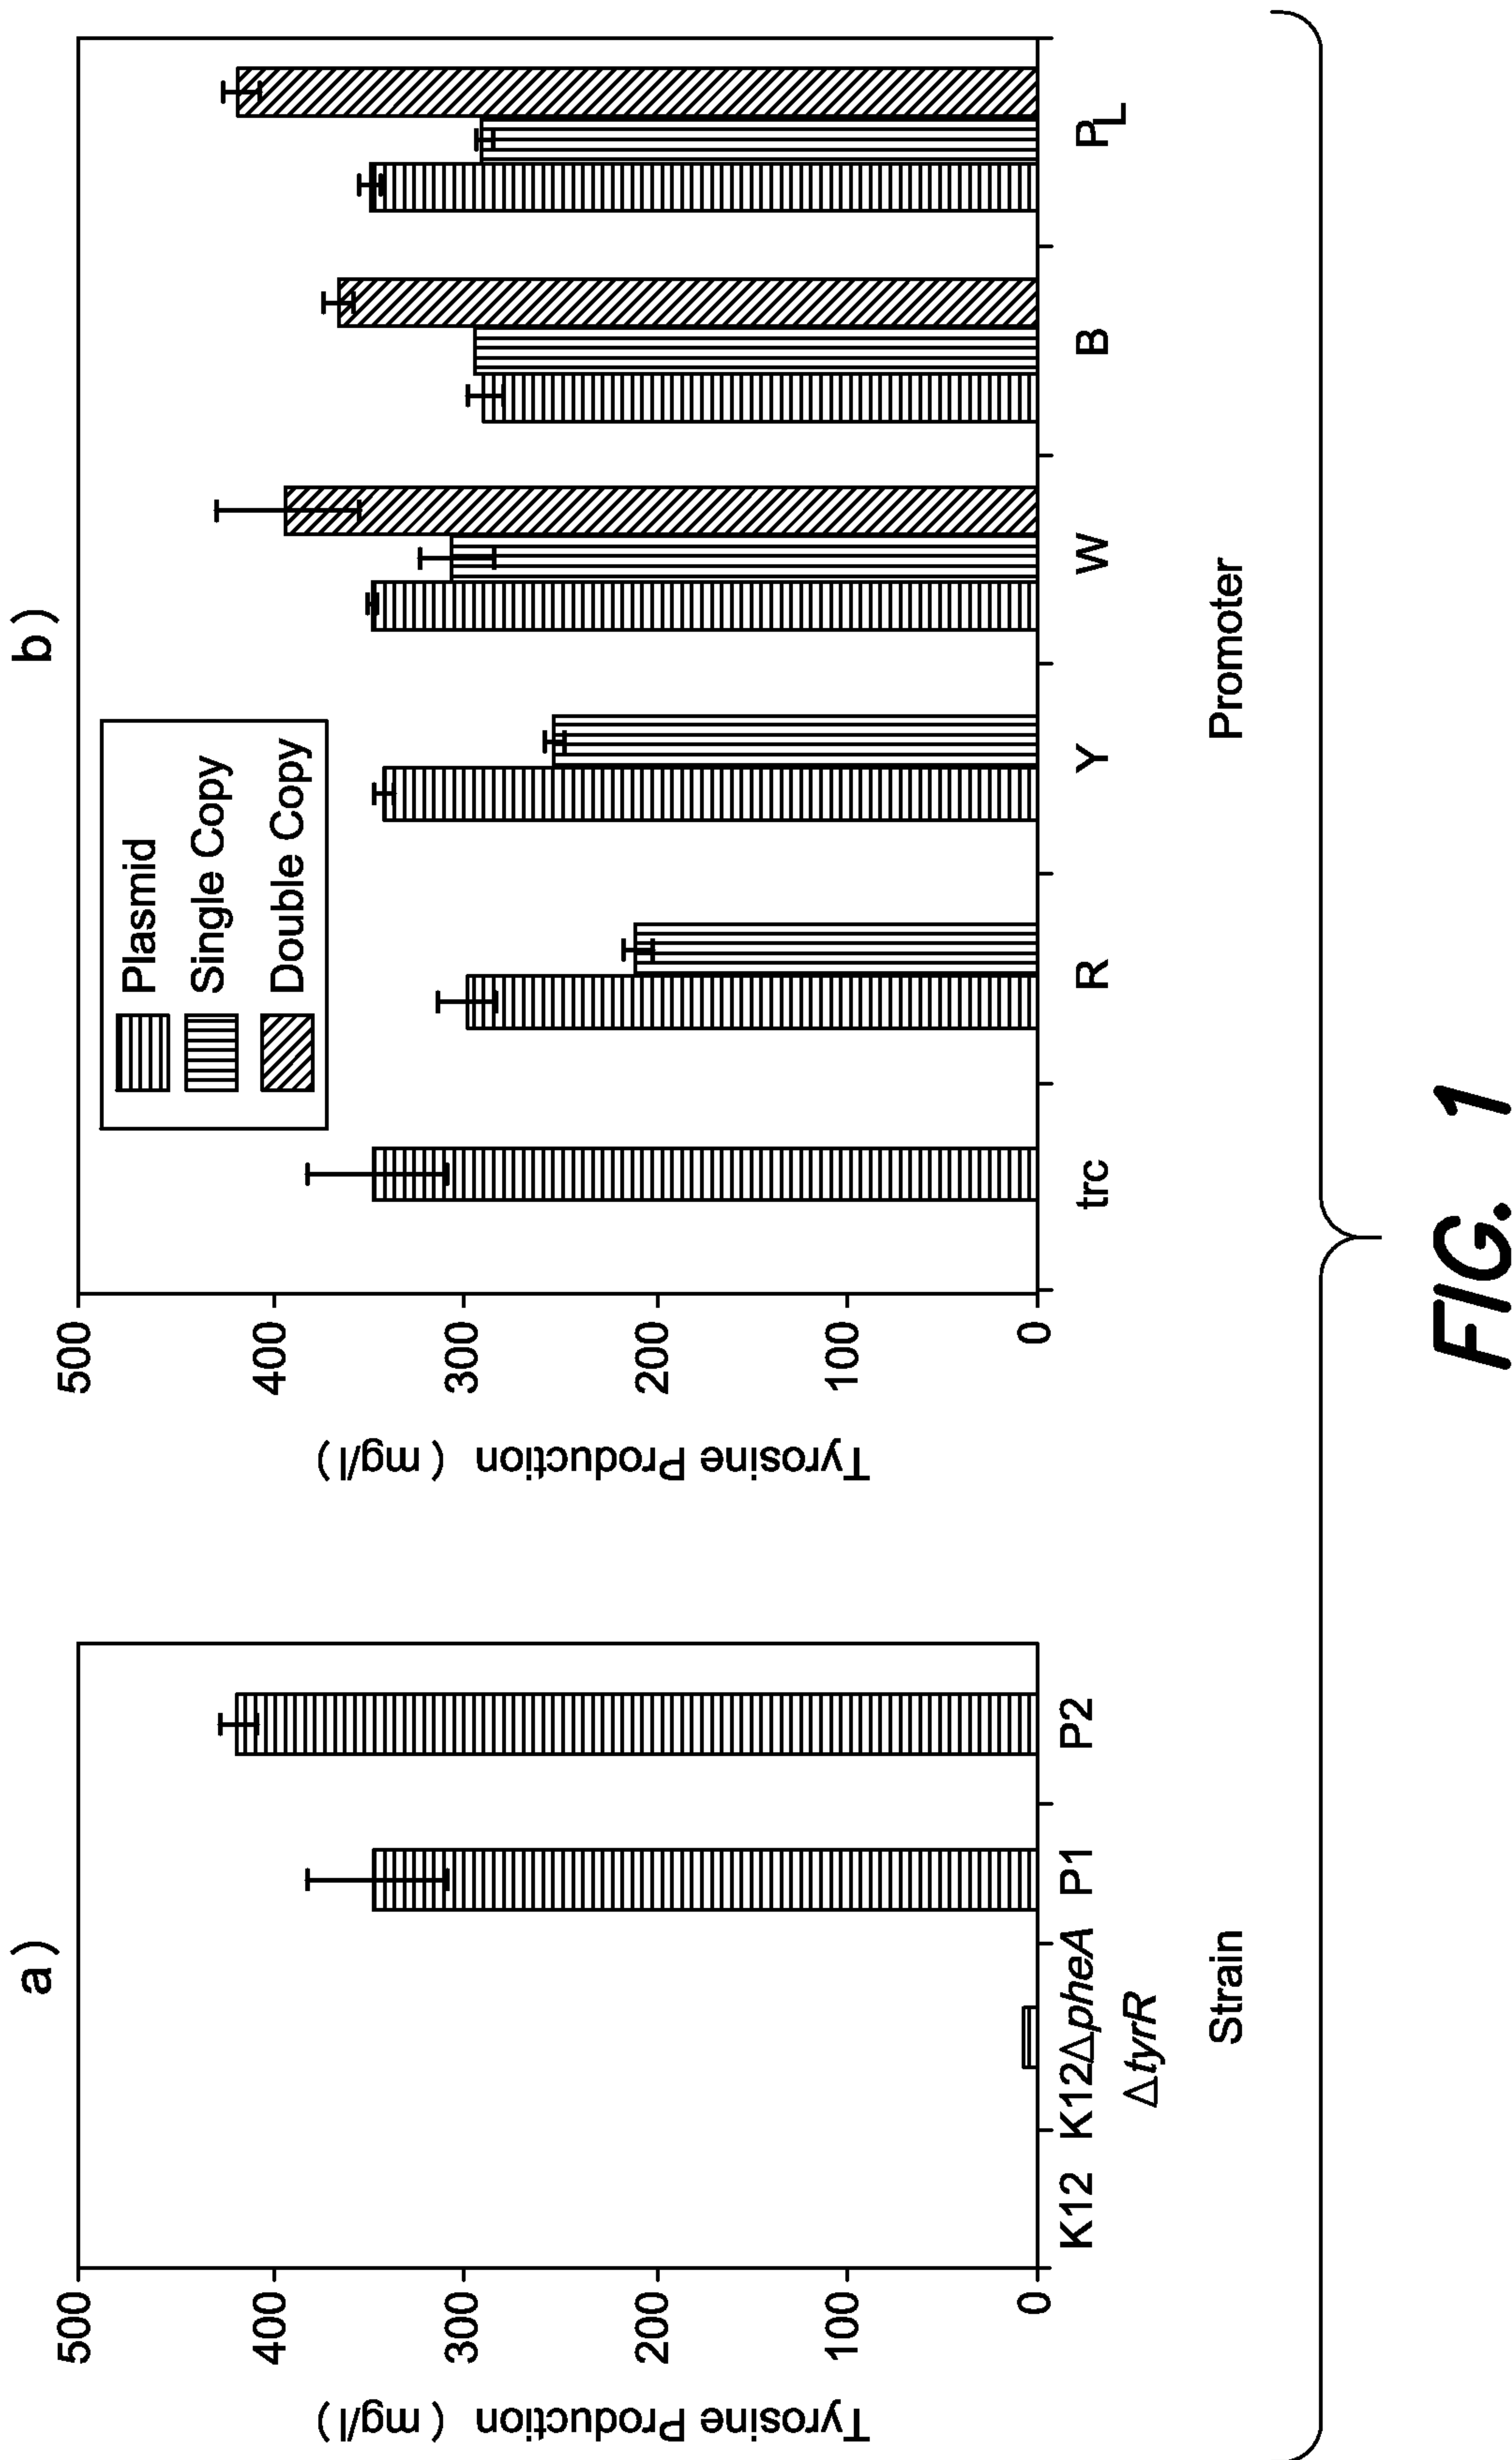 a)
Tyrosine Production (mg/l)
500
400
300
200
100
0
K12 K12ΔpheA P1 P2
ΔtyrR
Strain
b)
Tyrosine Production (mg/l)
500
400
300
200
100
0
Plasmid
Single Copy
Double Copy
trc R Y W B PL
Promoter
FIG. 1